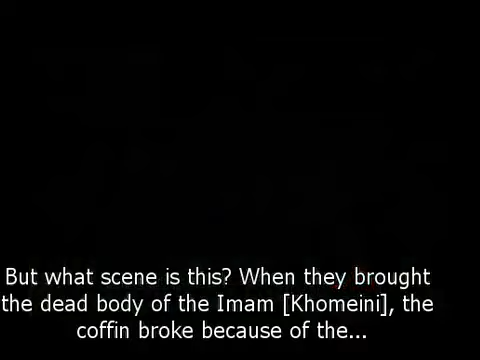 But what scene is this? When they brought
the dead body of the Imam [Khomeini], the
coffin broke because of the...